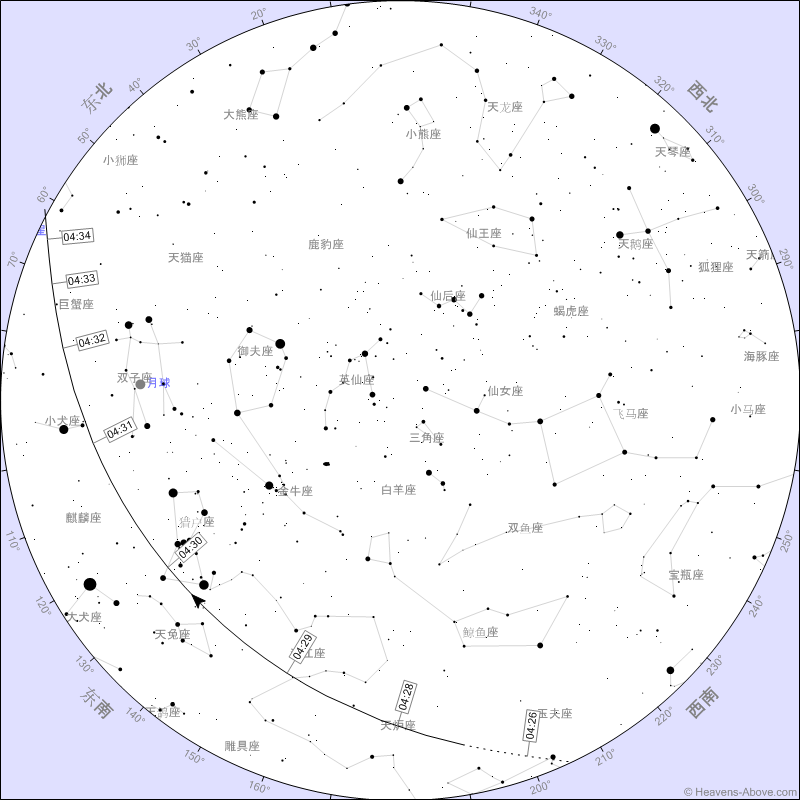 20°
340°
30°
330°
东北
40°
320°
西北
大熊座
天龙座
50°
小熊座
310°
小狮座
天琴座
60°
300°
04:34
仙王座
鹿豹座
天鹅座
天猫座
天箭
290°
70°
狐狸座
04:33
仙后座
巨蟹座
蝎虎座
04:32
御夫座
海豚座
双子座
月球
英仙座
仙女座
小马座
飞马座
小犬座
04:31
三角座
金牛座
白羊座
麒麟座
猎户座
双鱼座
110°
250°
04:30
宝瓶座
120°
240°
大犬座
天兔座
鲸鱼座
04:29
130°
230°
04:28
东南
西南
140°
天鸽座
220°
玉夫座
04:26
天炉座
雕具座
150°
210°
160°
200°
© Heavens-Above.com